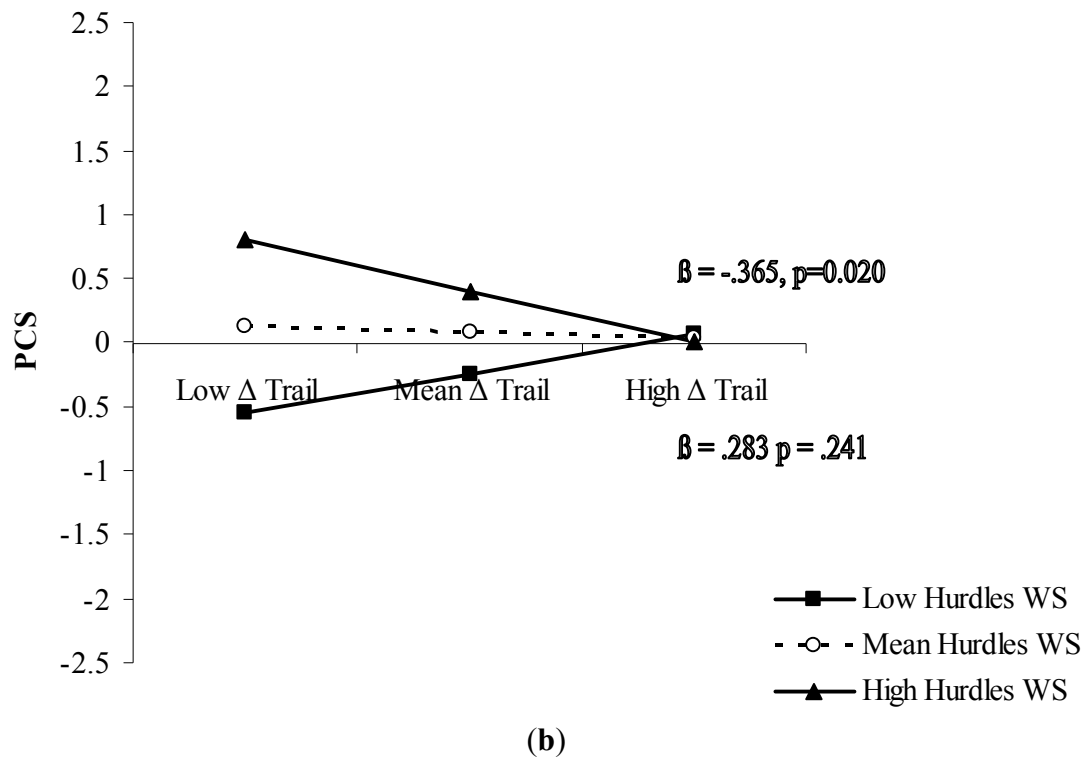 2.5
2
1.5
1
0.5
0
-0.5
-1
-1.5
-2
-2.5
PCS
Low Δ Trail
Mean Δ Trail
High Δ Trail
ß = -.365, p=0.020
ß = .283 p = .241
Low Hurdles WS
Mean Hurdles WS
High Hurdles WS
(b)